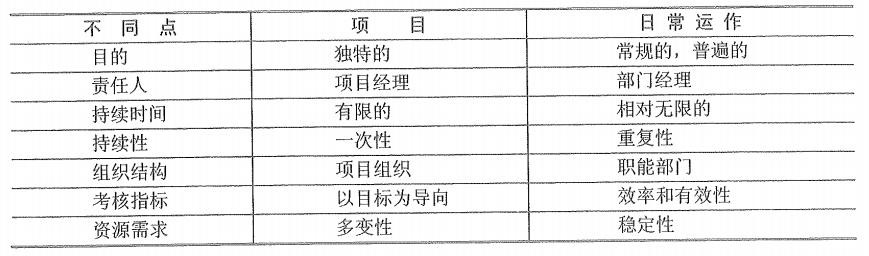 不同点 项目 日常运作
目的 独特的 常规的，普遍的
责任人 项目经理 部门经理
持续时间 有限的 相对无限的
持续性 一次性 重复性
组织结构 项目组织 职能部门
考核指标 以目标为导向 效率和有效性
资源需求 多变性 稳定性